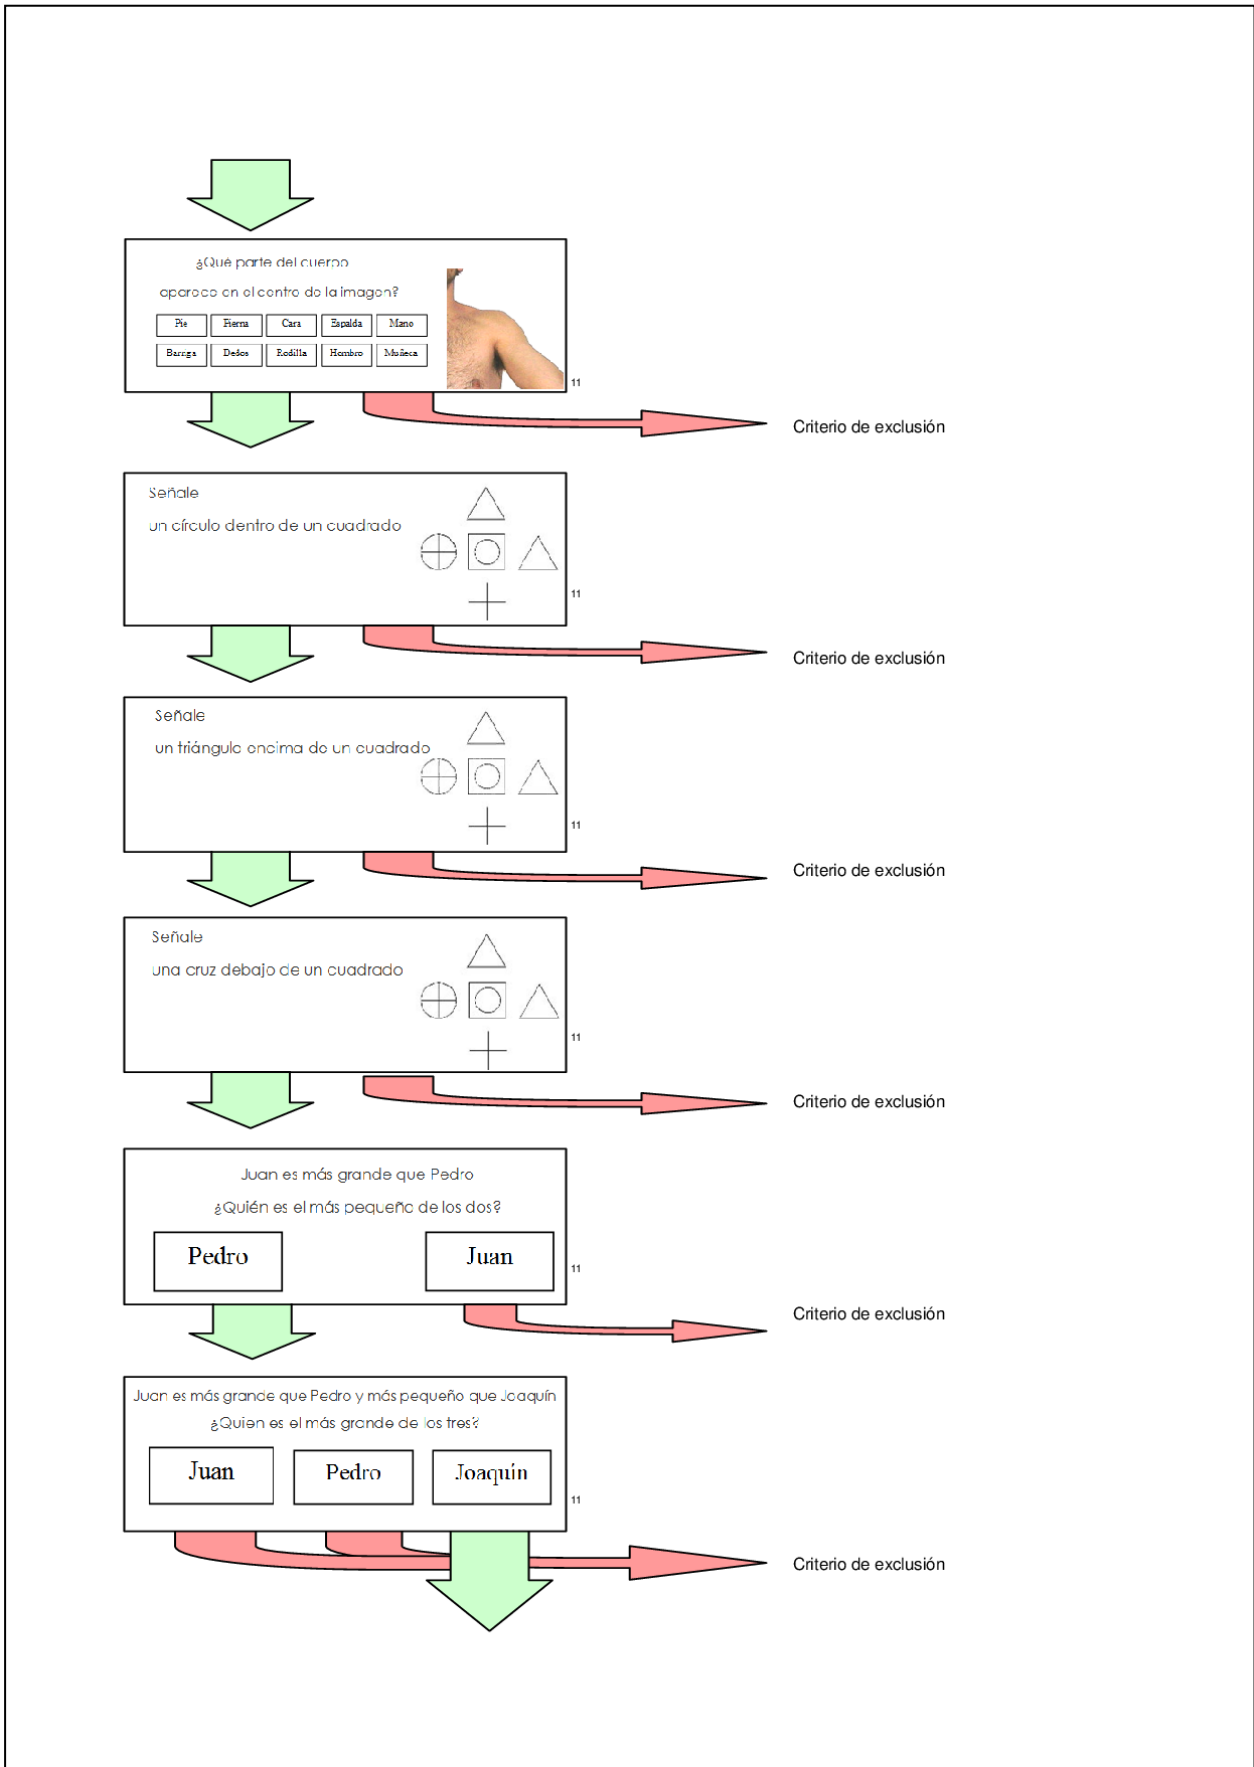 ¿Qué parte del cuerpo
aparece en el centro de la imagen?
Pie Pierna Cara Espalda Mano
Barriga Dedos Rodilla Hombro Muñeca
11
Criterio de exclusión
Señale
un círculo dentro de un cuadrado
11
Criterio de exclusión
Señale
un triángulo encima de un cuadrado
11
Criterio de exclusión
Señale
una cruz debajo de un cuadrado
11
Criterio de exclusión
Juan es más grande que Pedro
¿Quién es el más pequeño de los dos?
Pedro Juan
11
Criterio de exclusión
Juan es más grande que Pedro y más pequeño que Joaquín
¿Quien es el más grande de los tres?
Juan Pedro Joaquín
11
Criterio de exclusión